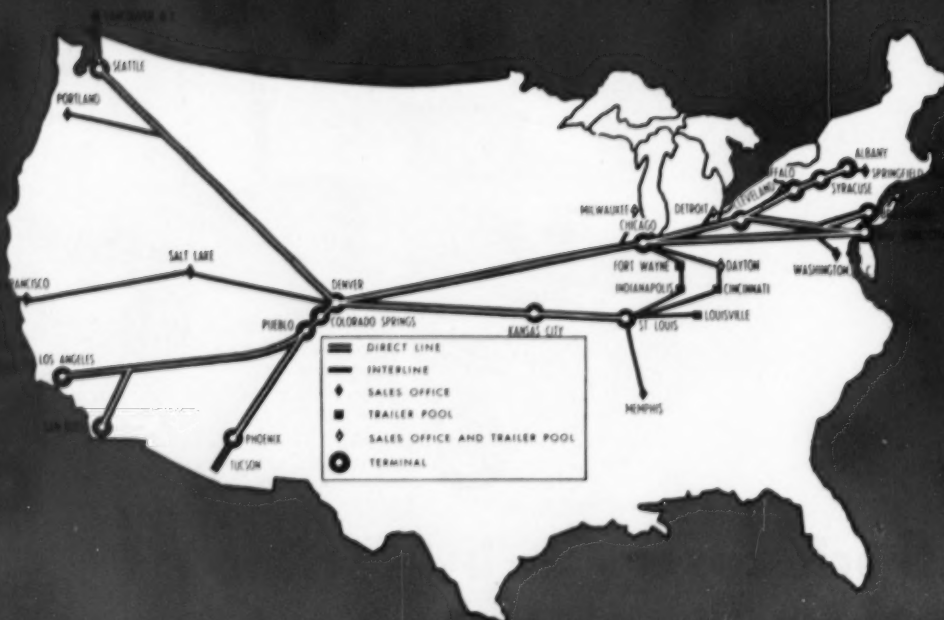 SEATTLE
PORTLAND
ALBANY
SPRINGFIELD
SYRACUSE
CLEVELAND
MILWAUKEE
DETROIT
CHICAGO
SALT LAKE
DENVER
FORT WAYNE
DAYTON
WASHINGTON
INDIANAPOLIS
CINCINNATI
PUEBLO
COLORADO SPRINGS
KANSAS CITY
ST LOUIS
LOUISVILLE
LOS ANGELES
MEMPHIS
PHOENIX
TUCSON
DIRECT LINE
INTERLINE
SALES OFFICE
TRAILER POOL
SALES OFFICE AND TRAILER POOL
TERMINAL